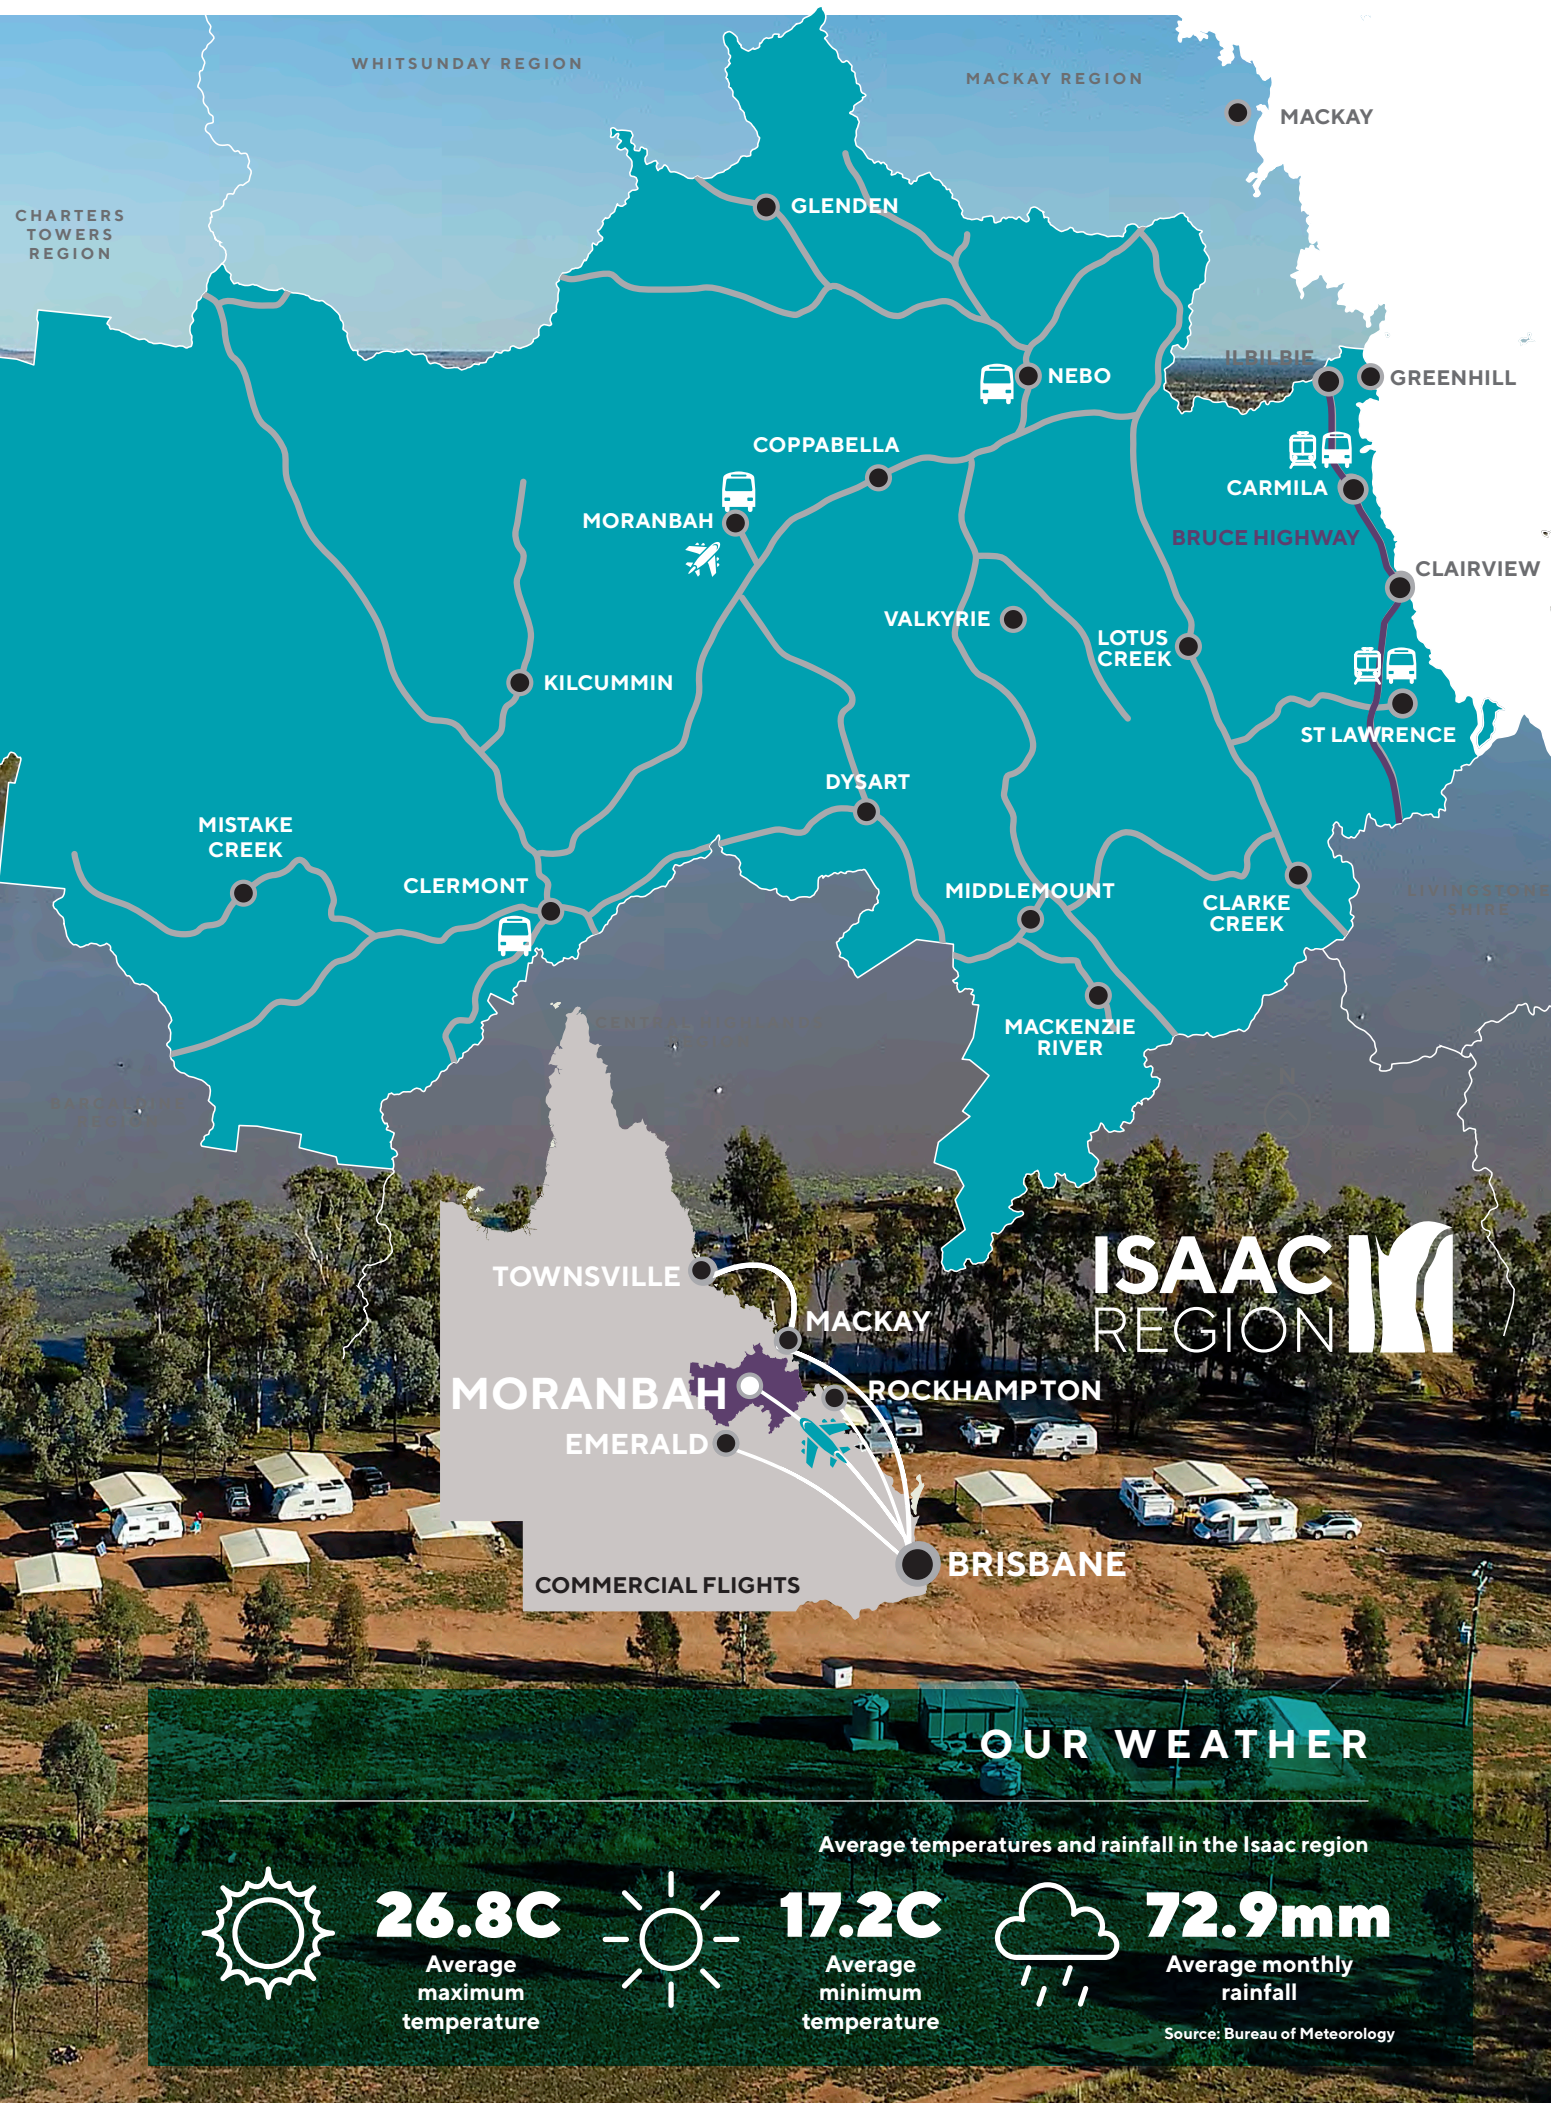 WHITSUNDAY REGION
MACKAY REGION
MACKAY
CHARTERS
TOWERS
REGION
GLENDEN
ILBILBIE
GREENHILL
NEBO
COPPABELLA
CARMILA
MORANBAH
BRUCE HIGHWAY
CLAIRVIEW
VALKYRIE
LOTUS
CREEK
KILCUMMIN
ST LAWRENCE
DYSART
MISTAKE
CREEK
CLERMONT
MIDDLEMOUNT
CLARKE
CREEK
LIVINGSTONE
SHIRE
MACKENZIE
RIVER
N
TOWNSVILLE
MACKAY
MORANBAH
ROCKHAMPTON
EMERALD
BRISBANE
COMMERCIAL FLIGHTS
ISAAC
REGION
OUR WEATHER
Average temperatures and rainfall in the Isaac region
26.8C
Average
maximum
temperature
17.2C
Average
minimum
temperature
72.9mm
Average monthly
rainfall
Source: Bureau of Meteorology